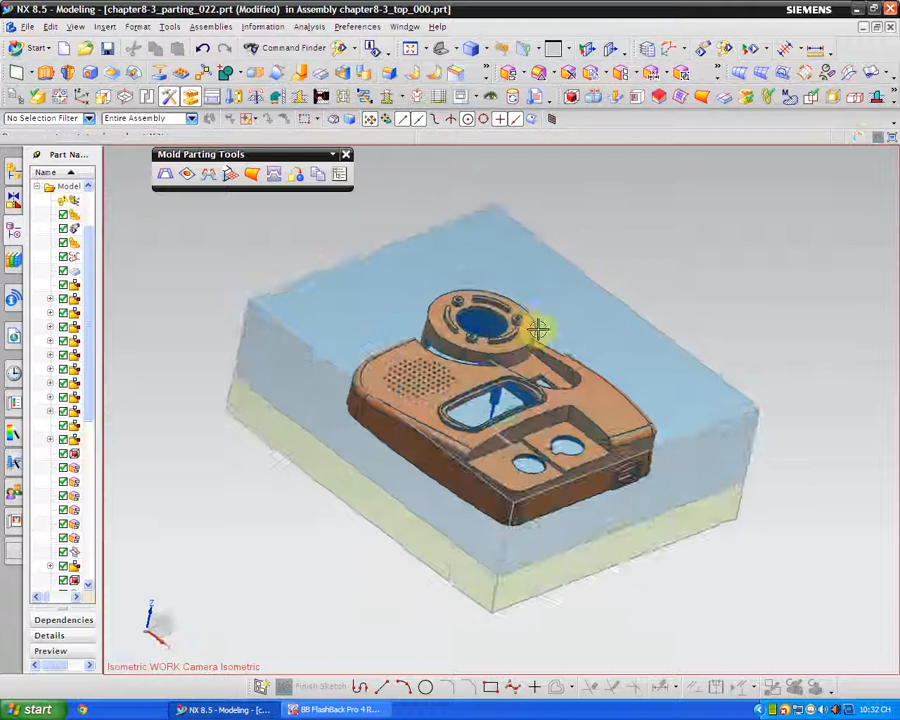 NX 8.5 - Modeling - [chapter8-3_parting_022.prt (Modified) in Assembly chapter8-3_top_000.prt]
SIEMENS
File Edit View Insert Format Tools Assemblies Information Analysis Preferences Window Help
Start Command Finder
No Selection Filter Entire Assembly
Part Na...
Mold Parting Tools
Name
Model
Dependencies
Details
Preview
Z
Isometric WORK Camera Isometric
Finish Sketch
start NX 8.5 - Modeling - [c... BB FlashBack Pro 4 R... 10:32 CH